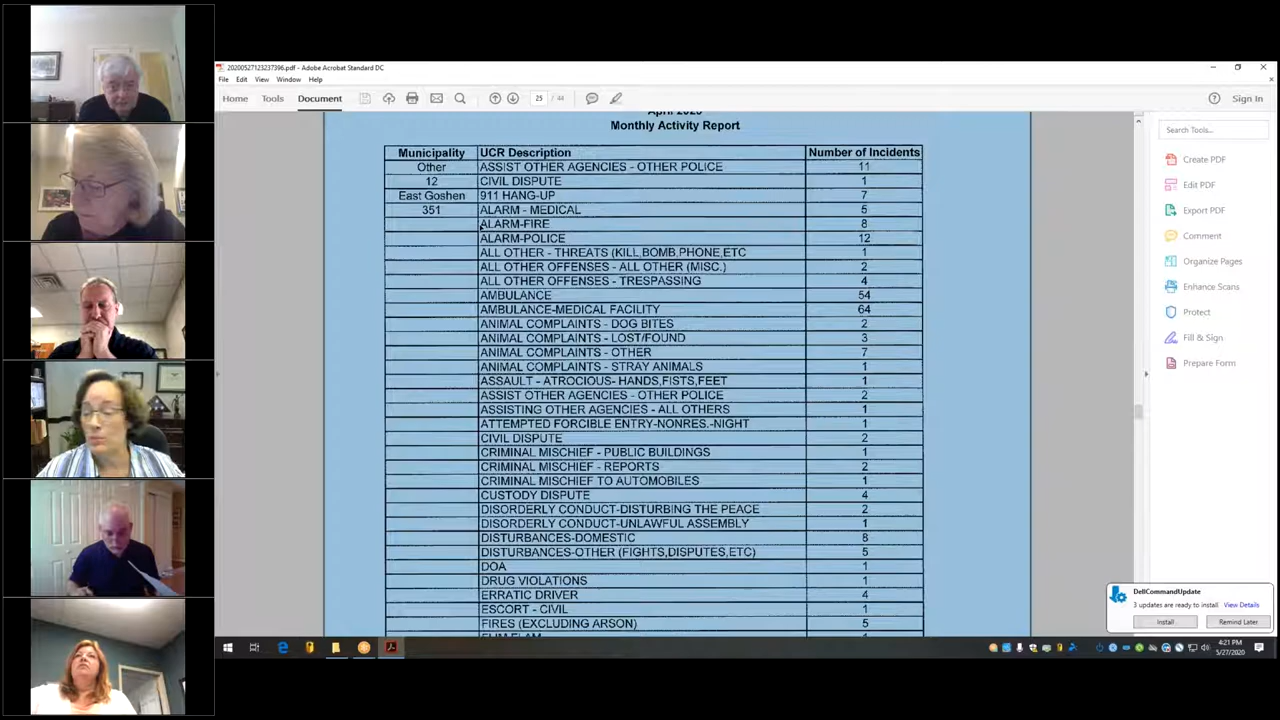 20200527123237396.pdf - Adobe Acrobat Standard DC
File Edit View Window Help
Home Tools Document 25 / 44 Sign In
Monthly Activity Report
Municipality UCR Description Number of Incidents
Other ASSIST OTHER AGENCIES - OTHER POLICE 11
12 CIVIL DISPUTE 1
East Goshen 911 HANG-UP 7
351 ALARM - MEDICAL 5
ALARM-FIRE 8
ALARM-POLICE 12
ALL OTHER - THREATS (KILL,BOMB,PHONE,ETC 1
ALL OTHER OFFENSES - ALL OTHER (MISC.) 2
ALL OTHER OFFENSES - TRESPASSING 4
AMBULANCE 54
AMBULANCE-MEDICAL FACILITY 64
ANIMAL COMPLAINTS - DOG BITES 2
ANIMAL COMPLAINTS - LOST/FOUND 3
ANIMAL COMPLAINTS - OTHER 7
ANIMAL COMPLAINTS - STRAY ANIMALS 1
ASSAULT - ATROCIOUS- HANDS,FISTS,FEET 1
ASSIST OTHER AGENCIES - OTHER POLICE 2
ASSISTING OTHER AGENCIES - ALL OTHERS 1
ATTEMPTED FORCIBLE ENTRY-NONRES.-NIGHT 1
CIVIL DISPUTE 2
CRIMINAL MISCHIEF - PUBLIC BUILDINGS 1
CRIMINAL MISCHIEF - REPORTS 2
CRIMINAL MISCHIEF TO AUTOMOBILES 1
CUSTODY DISPUTE 4
DISORDERLY CONDUCT-DISTURBING THE PEACE 2
DISORDERLY CONDUCT-UNLAWFUL ASSEMBLY 1
DISTURBANCES-DOMESTIC 8
DISTURBANCES-OTHER (FIGHTS,DISPUTES,ETC) 5
DOA 1
DRUG VIOLATIONS 1
ERRATIC DRIVER 4
ESCORT - CIVIL 1
FIRES (EXCLUDING ARSON) 5
Search Tools...
Create PDF
Edit PDF
Export PDF
Comment
Organize Pages
Enhance Scans
Protect
Fill & Sign
Prepare Form
DellCommandUpdate
3 updates are ready to install View Details
Install Remind Later
4:21 PM
5/27/2020